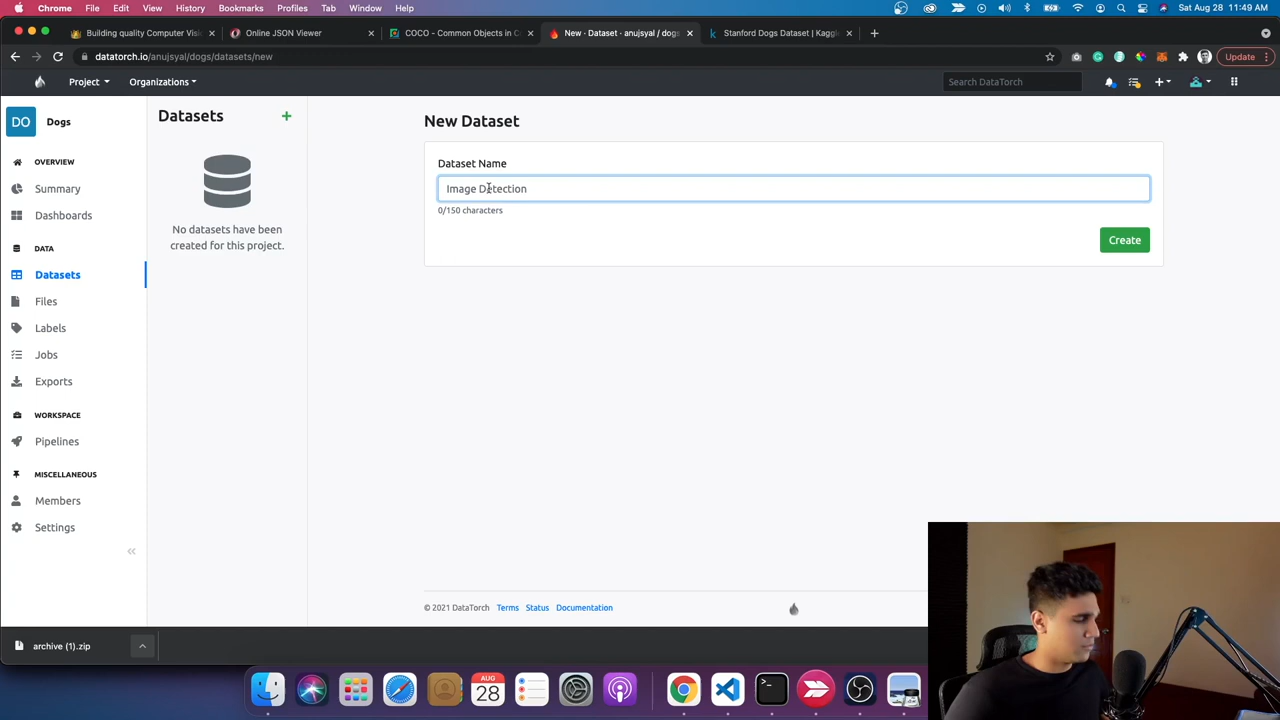 Chrome File Edit View History Bookmarks Profiles Tab Window Help
Sat Aug 28 11:49 AM
Building quality Computer Visi
Online JSON Viewer
COCO - Common Objects in C
New · Dataset · anujsyal / dogs
Stanford Dogs Dataset | Kaggle
datatorch.io/anujsyal/dogs/datasets/new
Update
Project
Organizations
Search DataTorch
DO
Dogs
OVERVIEW
Summary
Dashboards
DATA
Datasets
Files
Labels
Jobs
Exports
WORKSPACE
Pipelines
MISCELLANEOUS
Members
Settings
Datasets
No datasets have been
created for this project.
New Dataset
Dataset Name
Image Detection
0/150 characters
Create
© 2021 DataTorch Terms Status Documentation
archive (1).zip
AUG
28